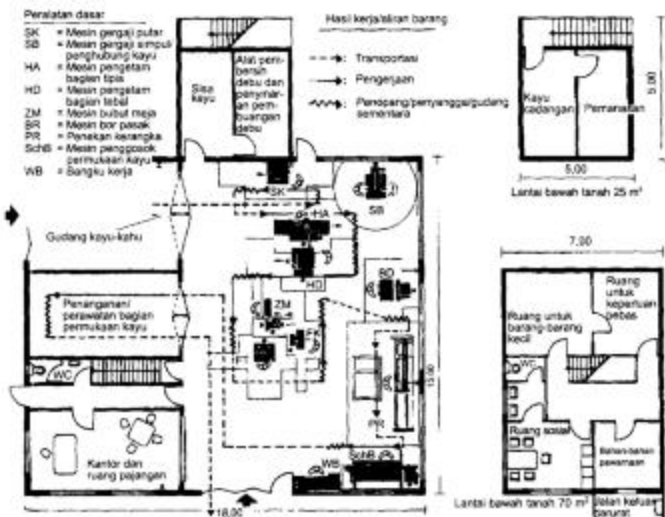 Peralatan dasar
SK = Mesin gergaji putar
SB = Mesin gergaji simpul
penghubung kayu
HA = Mesin pengetam
bagian tipis
HD = Mesin pengetam
bagian tebal
ZM = Mesin bubut meja
BR = Mesin bor pasak
PR = Penekan kerangka
SchB = Mesin penggosok
permukaan kayu
WB = Bangku kerja
Hasil kerja/aliran barang
: Transportasi
: Pengerjaan
: Penopang/penyangga/gudang
sementara
Sisa
kayu
Alat pem-
bersih
debu dan
penyimpanan
buangan
debu
Kayu
cadangan
Pemanasan
5,00
5,00
Lantai bawah tanah 25 m²
Gudang kayu-kahu
SK
HA
SB
HD
BD
ZM
FK
PR
SchB
WB
Penanganan/
perawatan bagian
permukaan kayu
WC
Kantor dan
ruang pajangan
13,00
18,00
7,00
Ruang untuk
barang-barang
kecil
Ruang
untuk
keperluan
bebas
WC
Ruang sosial
Bahan-bahan
pewarnaan
Lantai bawah tanah 70 m²
Jalan keluar
darurat